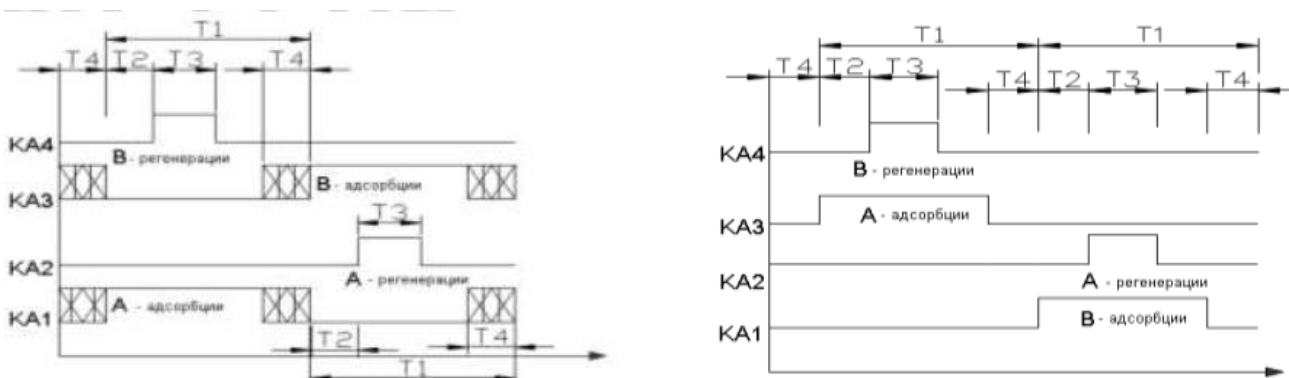 T1
T4 T2 T3 T4
KA4
В - регенерации
KA3
В - адсорбции
T3
KA2
А - регенерации
KA1
А - адсорбции
T2 T4
T1
T1 T1
T4 T2 T3 T4 T2 T3 T4
KA4
В - регенерации
KA3
А - адсорбции
KA2
А - регенерации
KA1
В - адсорбции